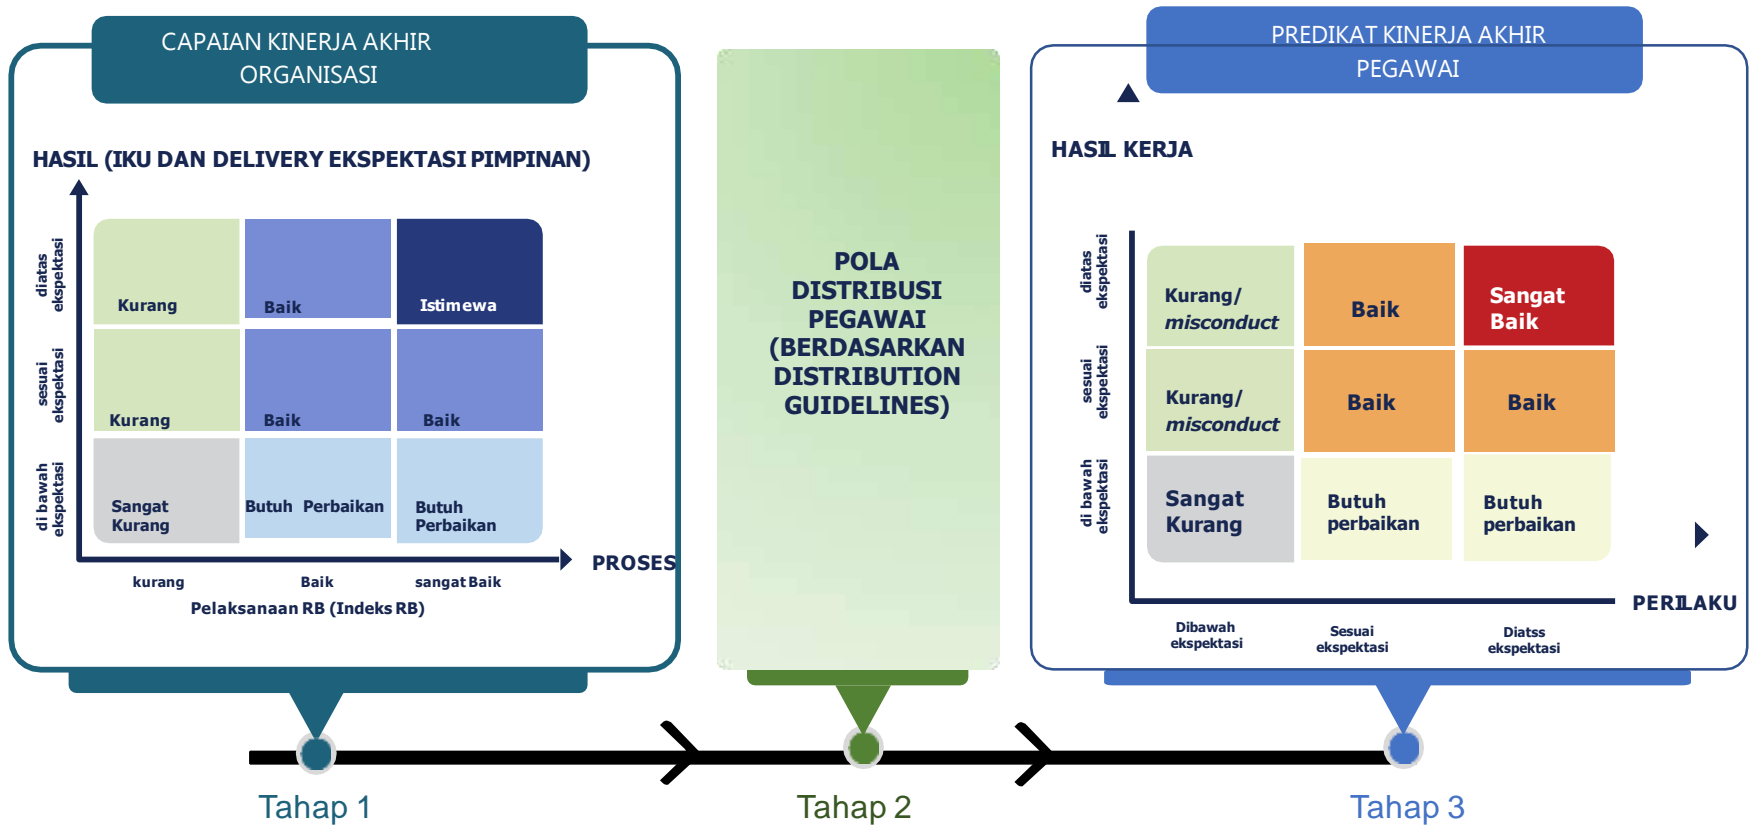 CAPAIAN KINERJA AKHIR
ORGANISASI
HASIL (IKU DAN DELIVERY EKSPEKTASI PIMPINAN)
diatas
ekspektasi
Kurang
Baik
Istimewa
sesuai
ekspektasi
Kurang
Baik
Baik
di bawah
ekspektasi
Sangat
Kurang
Butuh Perbaikan
Butuh
Perbaikan
PROSES
kurang
Baik
sangat Baik
Pelaksanaan RB (Indeks RB)
POLA
DISTRIBUSI
PEGAWAI
(BERDASARKAN
DISTRIBUTION
GUIDELINES)
PREDIKAT KINERJA AKHIR
PEGAWAI
HASIL KERJA
diatas
ekspektasi
Kurang/
misconduct
Baik
Sangat
Baik
sesuai
ekspektasi
Kurang/
misconduct
Baik
Baik
di bawah
ekspektasi
Sangat
Kurang
Butuh
perbaikan
Butuh
perbaikan
PERILAKU
Dibawah
ekspektasi
Sesuai
ekspektasi
Diatss
ekspektasi
Tahap 1
Tahap 2
Tahap 3